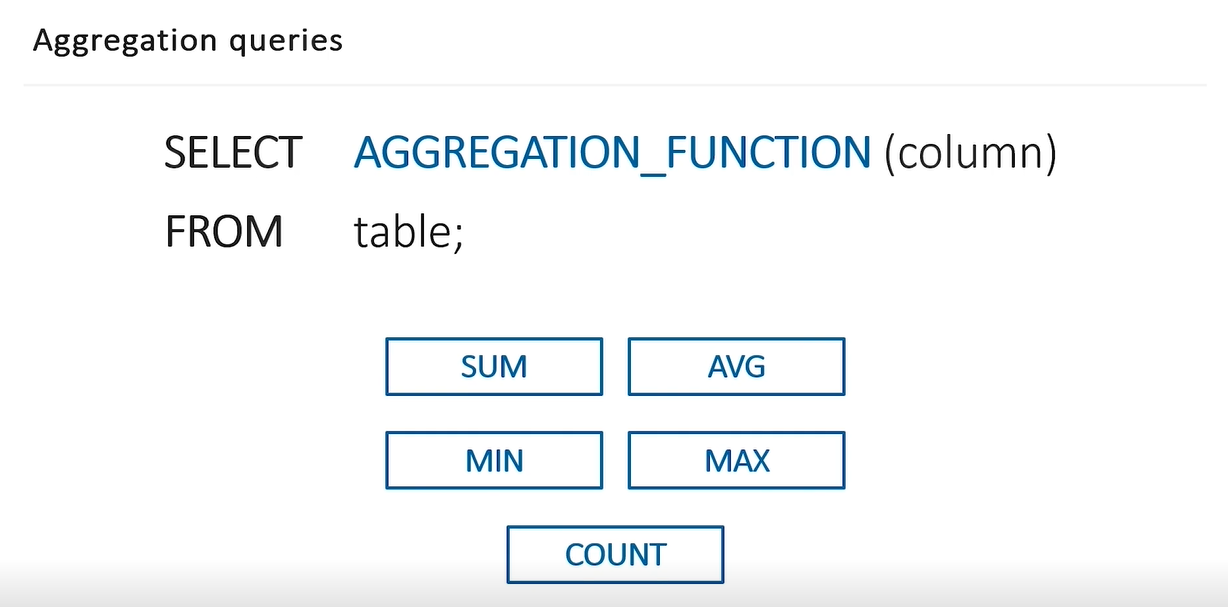 Aggregation queries
SELECT AGGREGATION_FUNCTION (column)
FROM table;
SUM AVG
MIN MAX
COUNT